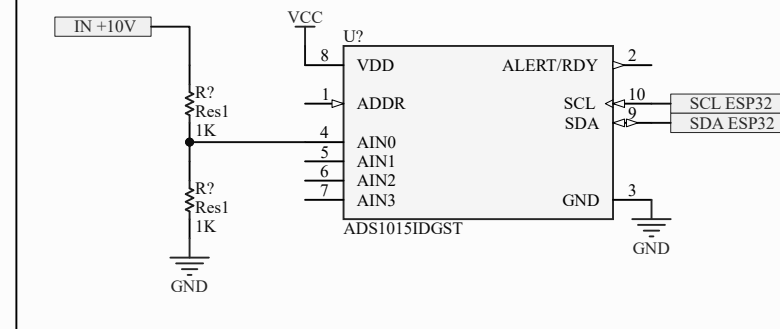 IN +10V
VCC
U?
8 VDD
ALERT/RDY 2
1 ADDR
SCL 10 SCL ESP32
SDA 9 SDA ESP32
R?
Res1
1K
4 AIN0
5 AIN1
6 AIN2
7 AIN3
GND 3
R?
Res1
1K
ADS1015IDGST
GND
GND